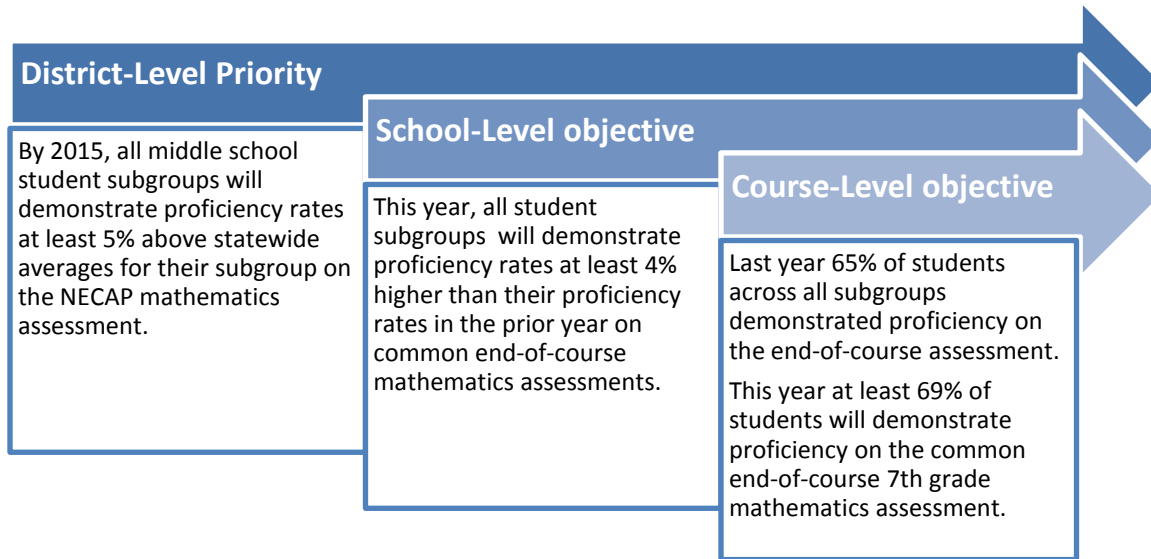 District-Level Priority
By 2015, all middle school
student subgroups will
demonstrate proficiency rates
at least 5% above statewide
averages for their subgroup on
the NECAP mathematics
assessment.
School-Level objective
This year, all student
subgroups  will demonstrate
proficiency rates at least 4%
higher than their proficiency
rates in the prior year on
common end-of-course
mathematics assessments.
Course-Level objective
Last year 65% of students
across all subgroups
demonstrated proficiency on
the end-of-course assessment.
This year at least 69% of
students will demonstrate
proficiency on the common
end-of-course 7th grade
mathematics assessment.